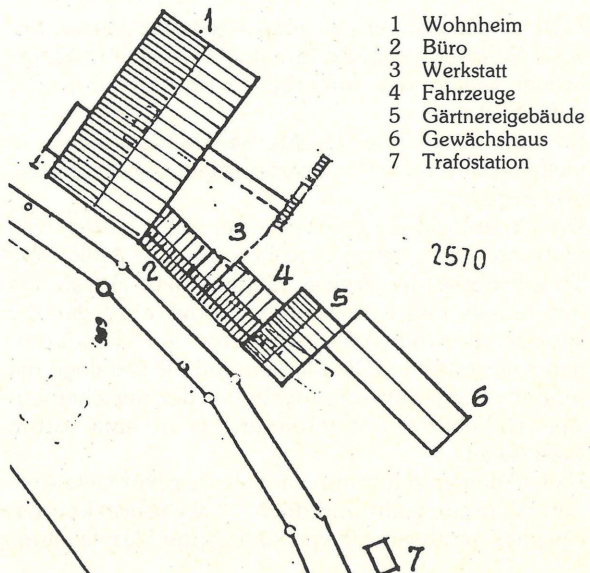 1 Wohnheim
2 Büro
3 Werkstatt
4 Fahrzeuge
5 Gärtnereigebäude
6 Gewächshaus
7 Trafostation
1
2
3
4
5
6
7
2570